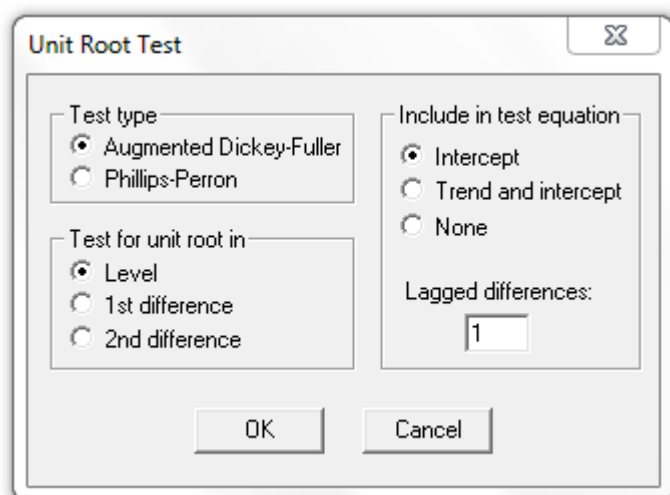 Unit Root Test
Test type
Augmented Dickey-Fuller
Phillips-Perron
Test for unit root in
Level
1st difference
2nd difference
Include in test equation
Intercept
Trend and intercept
None
Lagged differences:
1
OK
Cancel